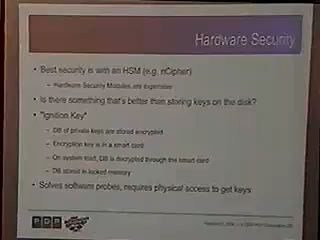 Hardware Security
• Best security is with an HSM (e.g. nCipher)
– Hardware Security Modules are expensive
• Is there something that's better than storing keys on the disk?
• "Ignition Key"
– DB of private keys are stored encrypted
– Encryption key is in a smart card
– On system start, DB is decrypted through the smart card
– DB stored in locked memory
• Solves software probes, requires physical access to get keys
PDP